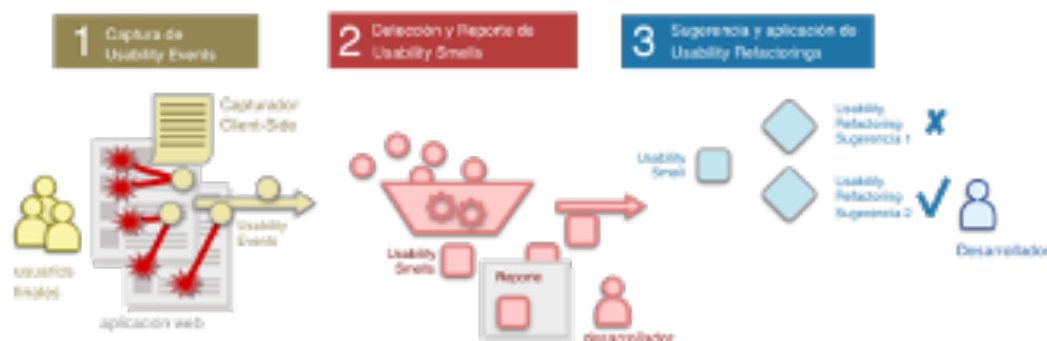 1 Captura de
Usability Events
2 Detección y Reporte de
Usability Smells
3 Sugerencia y aplicación de
Usability Refactorings
Capturador
Client-Side
Usability
Events
usuarios
finales
aplicación web
Usability
Smells
Reporte
desarrollador
Usability
Smell
Usability
Refactoring
Sugerencia 1
Usability
Refactoring
Sugerencia 2
Desarrollador